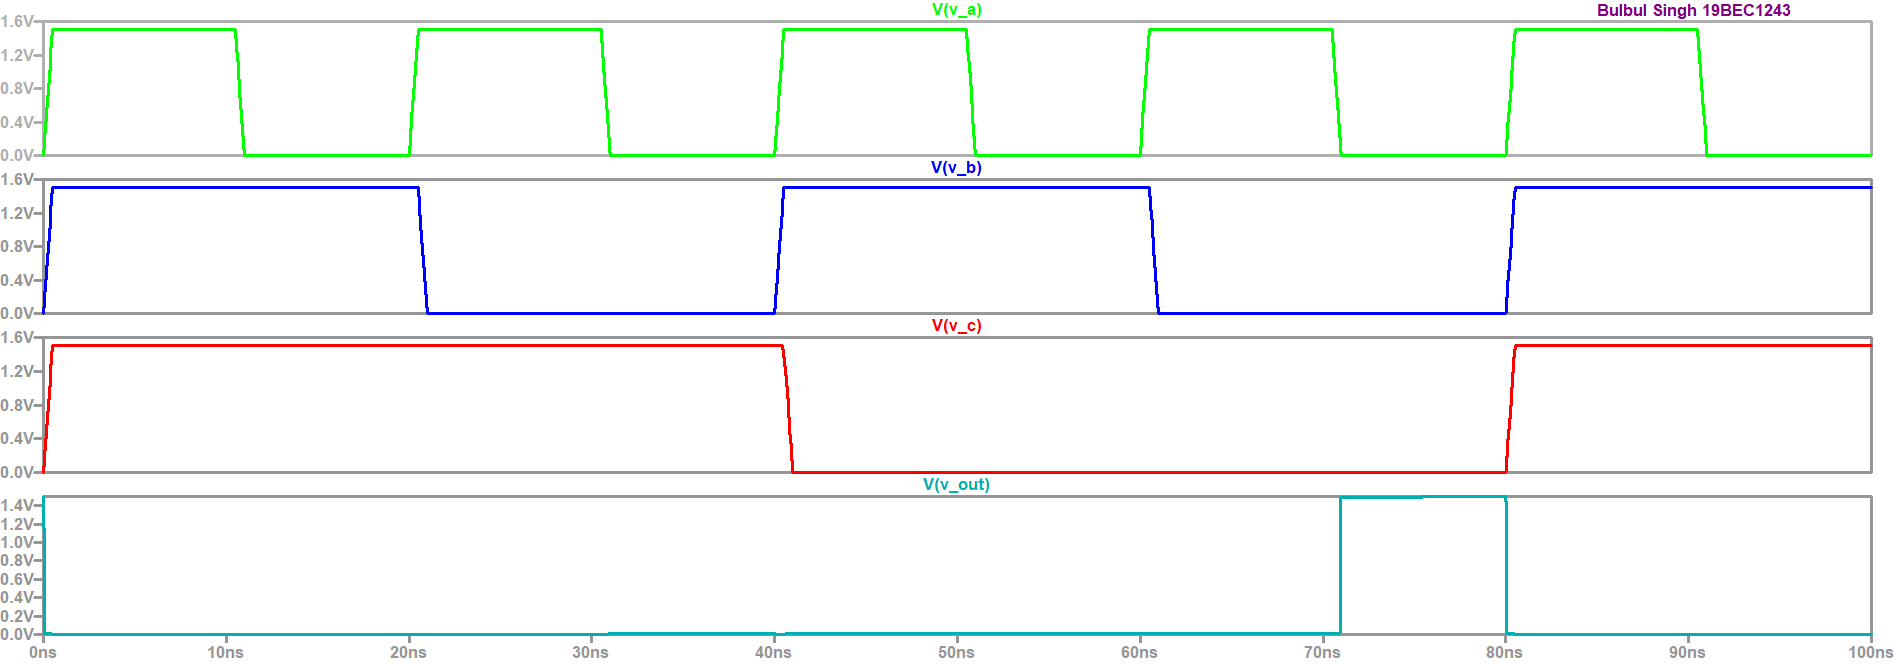 V(v_a)
Bulbul Singh 19BEC1243
1.6V
1.2V
0.8V
0.4V
0.0V
V(v_b)
1.6V
1.2V
0.8V
0.4V
0.0V
V(v_c)
1.6V
1.2V
0.8V
0.4V
0.0V
V(v_out)
1.4V
1.2V
1.0V
0.8V
0.6V
0.4V
0.2V
0.0V
0ns 10ns 20ns 30ns 40ns 50ns 60ns 70ns 80ns 90ns 100ns